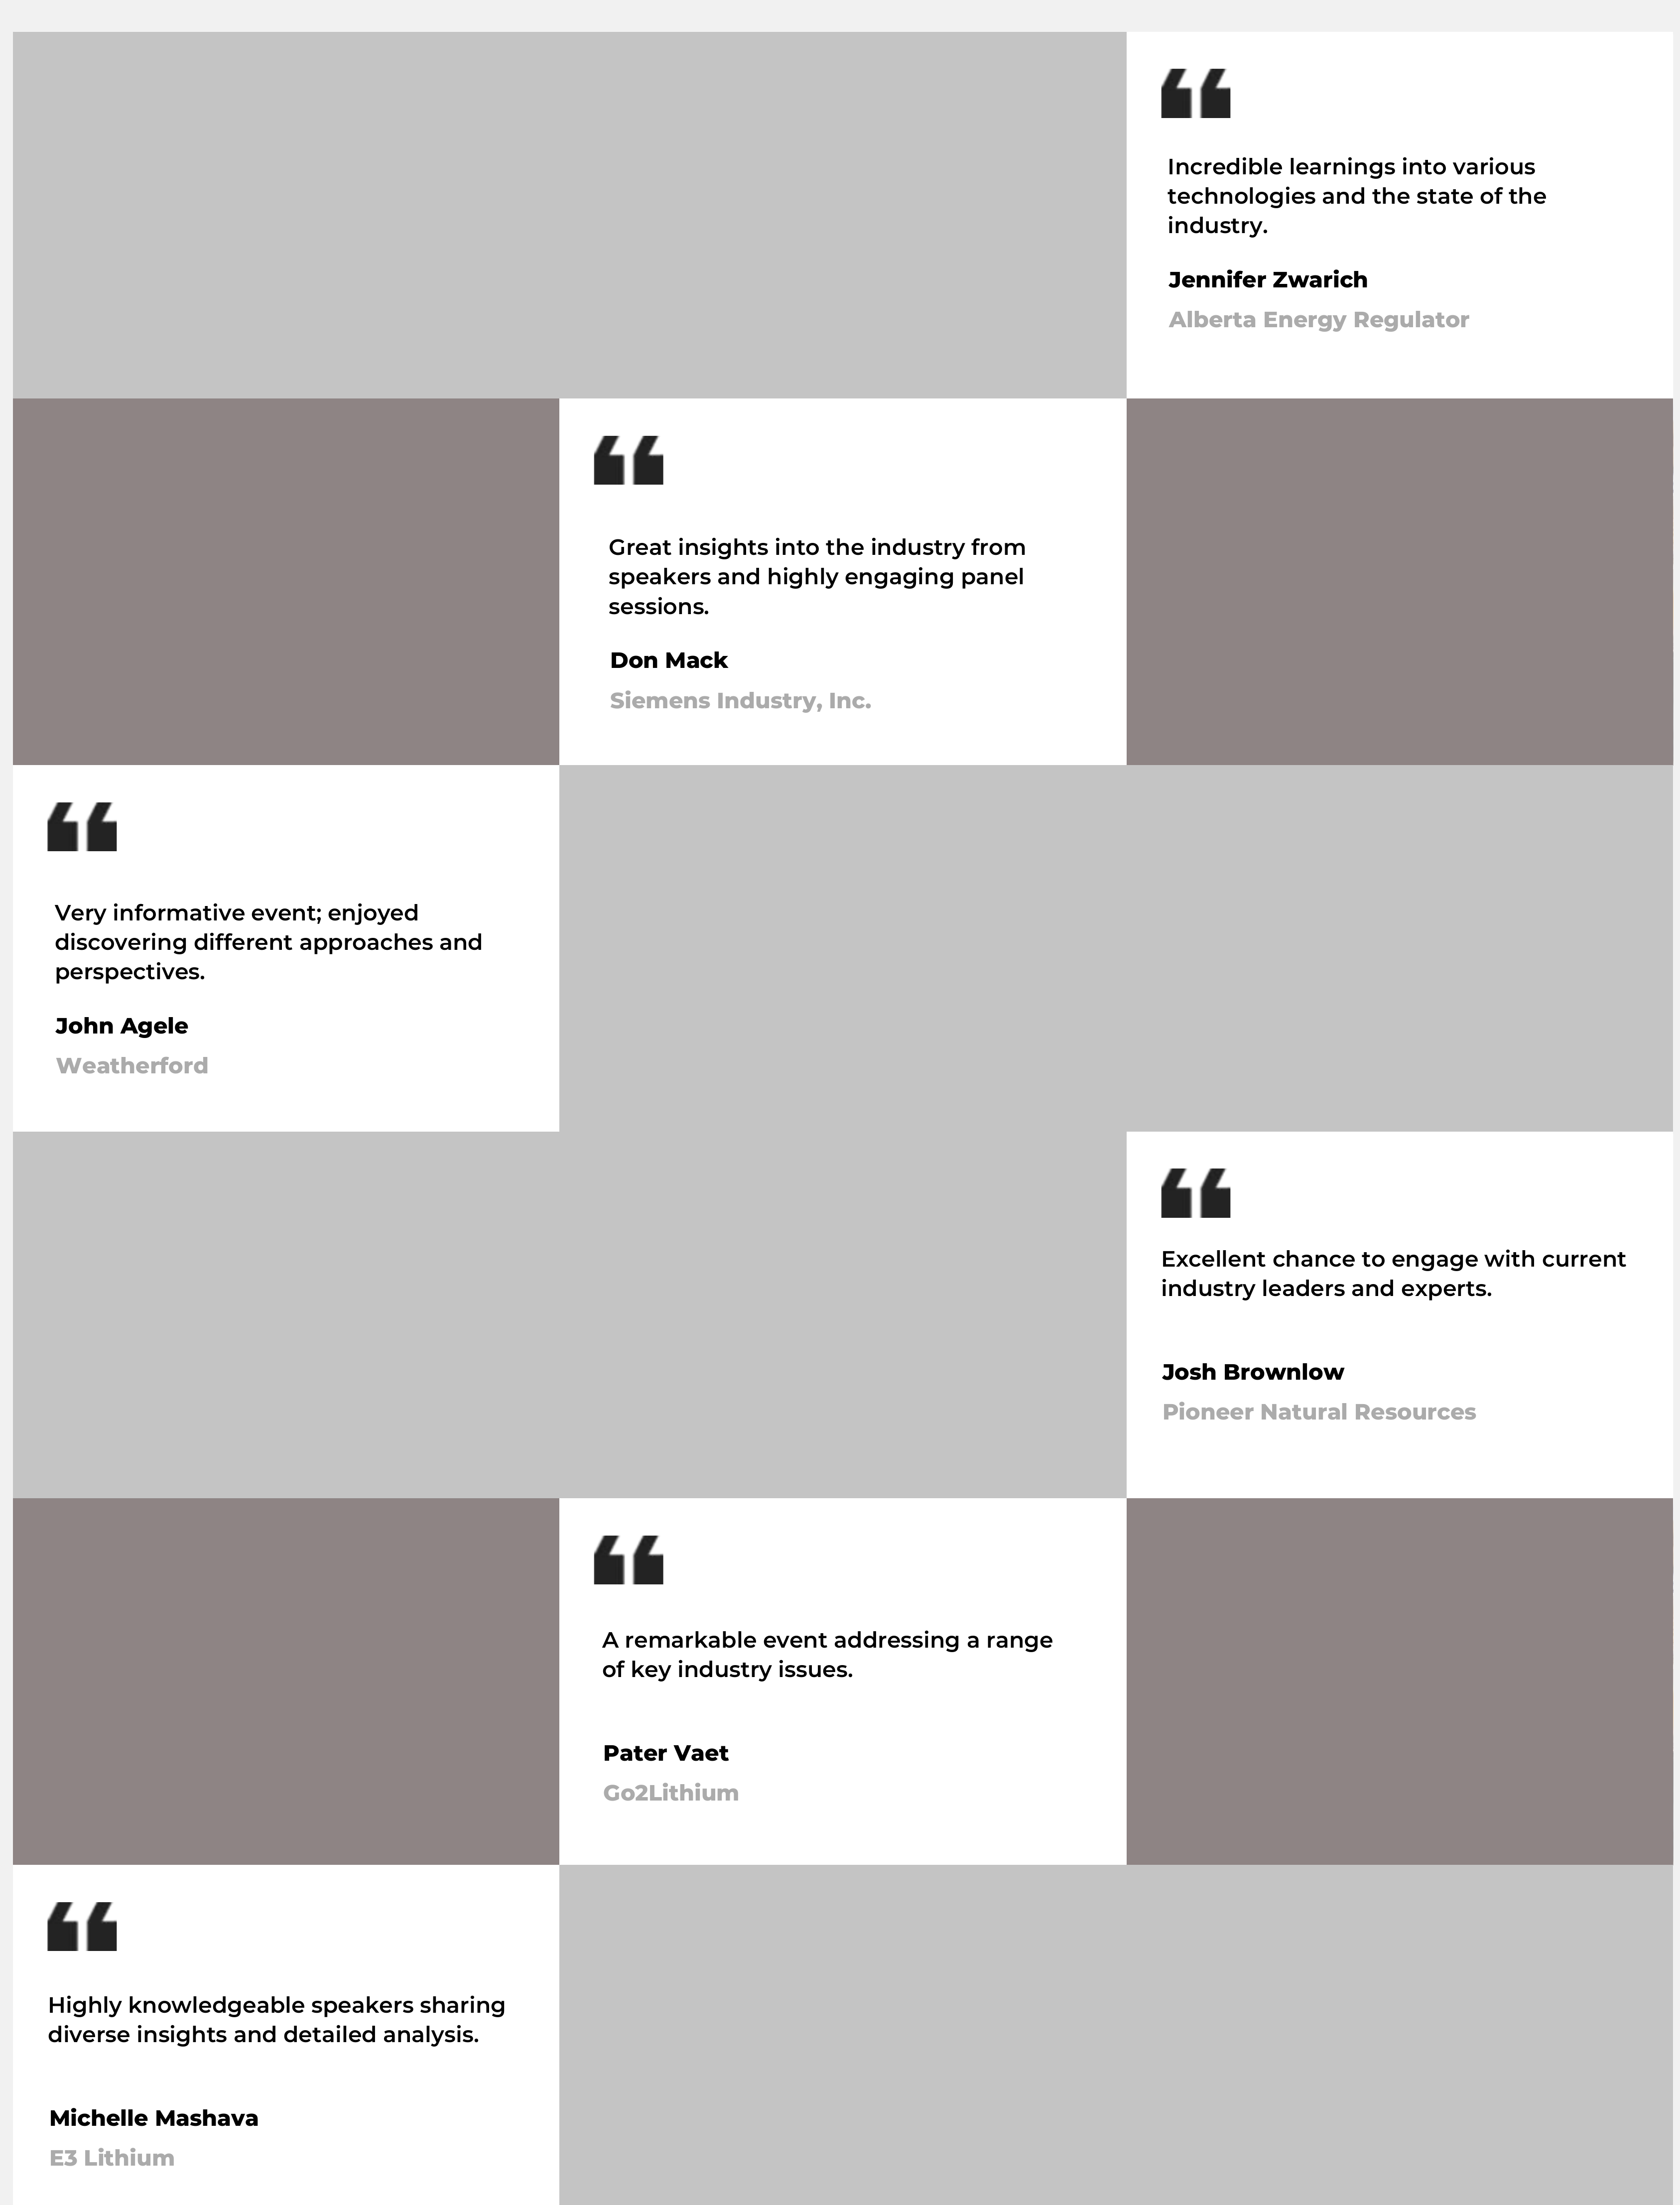 Incredible learnings into various
technologies and the state of the
industry.
Jennifer Zwarich
Alberta Energy Regulator
Great insights into the industry from
speakers and highly engaging panel
sessions.
Don Mack
Siemens Industry, Inc.
Very informative event; enjoyed
discovering different approaches and
perspectives.
John Agele
Weatherford
Excellent chance to engage with current
industry leaders and experts.
Josh Brownlow
Pioneer Natural Resources
A remarkable event addressing a range
of key industry issues.
Pater Vaet
Go2Lithium
Highly knowledgeable speakers sharing
diverse insights and detailed analysis.
Michelle Mashava
E3 Lithium